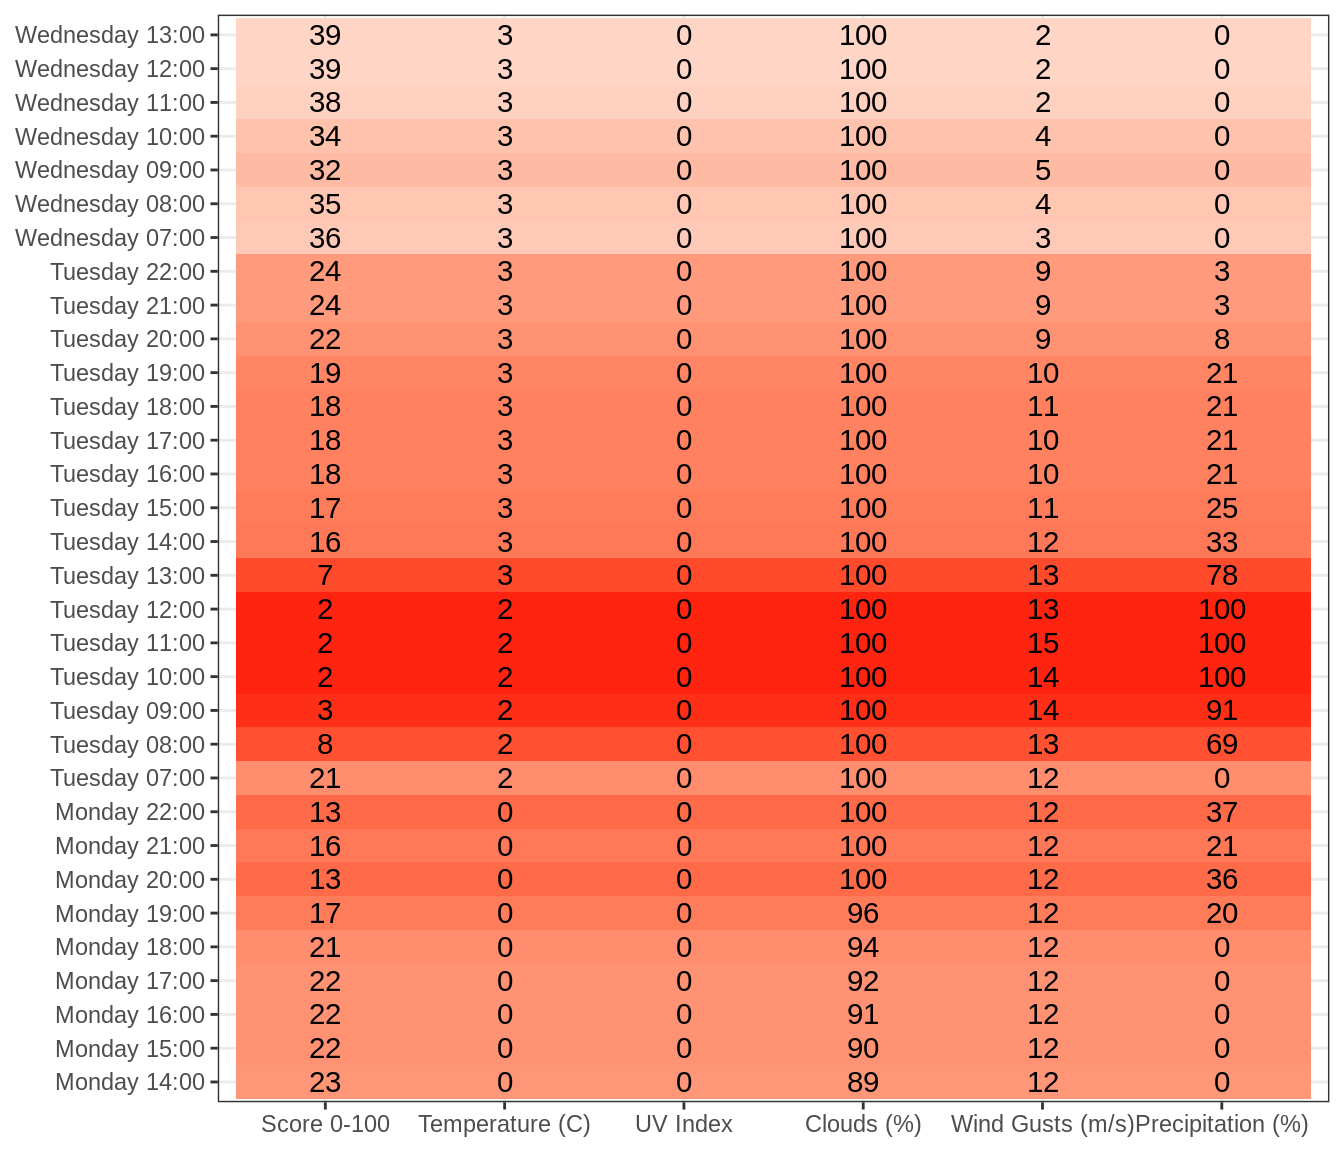 Wednesday 13:00 39 3 0 100 2 0
Wednesday 12:00 39 3 0 100 2 0
Wednesday 11:00 38 3 0 100 2 0
Wednesday 10:00 34 3 0 100 4 0
Wednesday 09:00 32 3 0 100 5 0
Wednesday 08:00 35 3 0 100 4 0
Wednesday 07:00 36 3 0 100 3 0
Tuesday 22:00 24 3 0 100 9 3
Tuesday 21:00 24 3 0 100 9 3
Tuesday 20:00 22 3 0 100 9 8
Tuesday 19:00 19 3 0 100 10 21
Tuesday 18:00 18 3 0 100 11 21
Tuesday 17:00 18 3 0 100 10 21
Tuesday 16:00 18 3 0 100 10 21
Tuesday 15:00 17 3 0 100 11 25
Tuesday 14:00 16 3 0 100 12 33
Tuesday 13:00 7 3 0 100 13 78
Tuesday 12:00 2 2 0 100 13 100
Tuesday 11:00 2 2 0 100 15 100
Tuesday 10:00 2 2 0 100 14 100
Tuesday 09:00 3 2 0 100 14 91
Tuesday 08:00 8 2 0 100 13 69
Tuesday 07:00 21 2 0 100 12 0
Monday 22:00 13 0 0 100 12 37
Monday 21:00 16 0 0 100 12 21
Monday 20:00 13 0 0 100 12 36
Monday 19:00 17 0 0 96 12 20
Monday 18:00 21 0 0 94 12 0
Monday 17:00 22 0 0 92 12 0
Monday 16:00 22 0 0 91 12 0
Monday 15:00 22 0 0 90 12 0
Monday 14:00 23 0 0 89 12 0
Score 0-100 Temperature (C) UV Index Clouds (%) Wind Gusts (m/s) Precipitation (%)